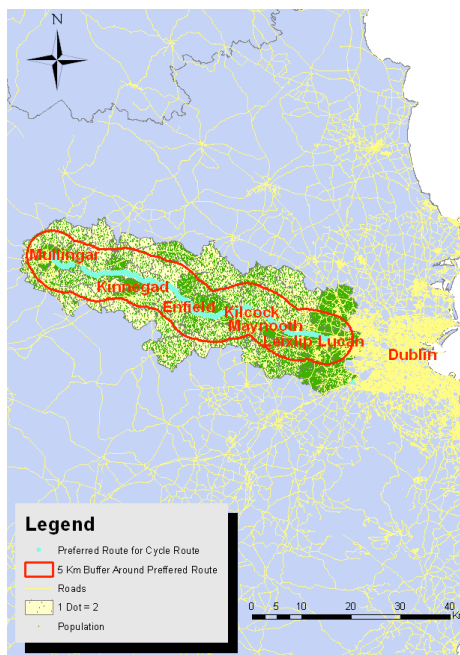 N
Mullingar
Kinnegad
Enfield
Kilcock
Maynooth
Leixlip Lucan
Dublin
Legend
Preferred Route for Cycle Route
5 Km Buffer Around Preffered Route
Roads
1 Dot = 2
Population
0 5 10 20 30 40